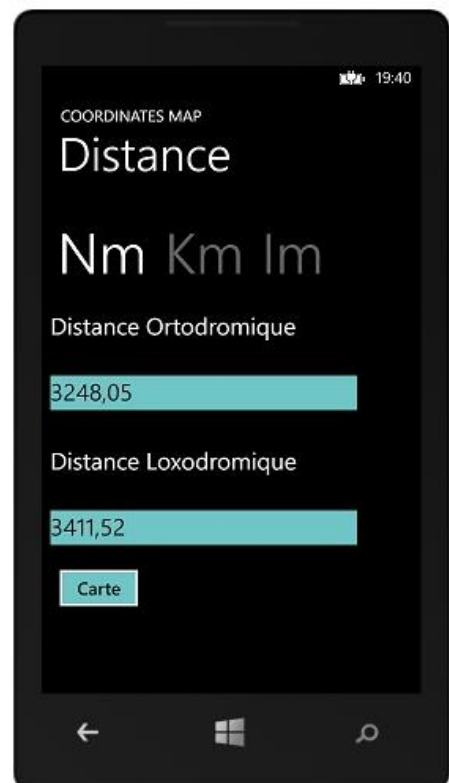 19:40
COORDINATES MAP
Distance
Nm Km Im
Distance Ortodromique
3248,05
Distance Loxodromique
3411,52
Carte